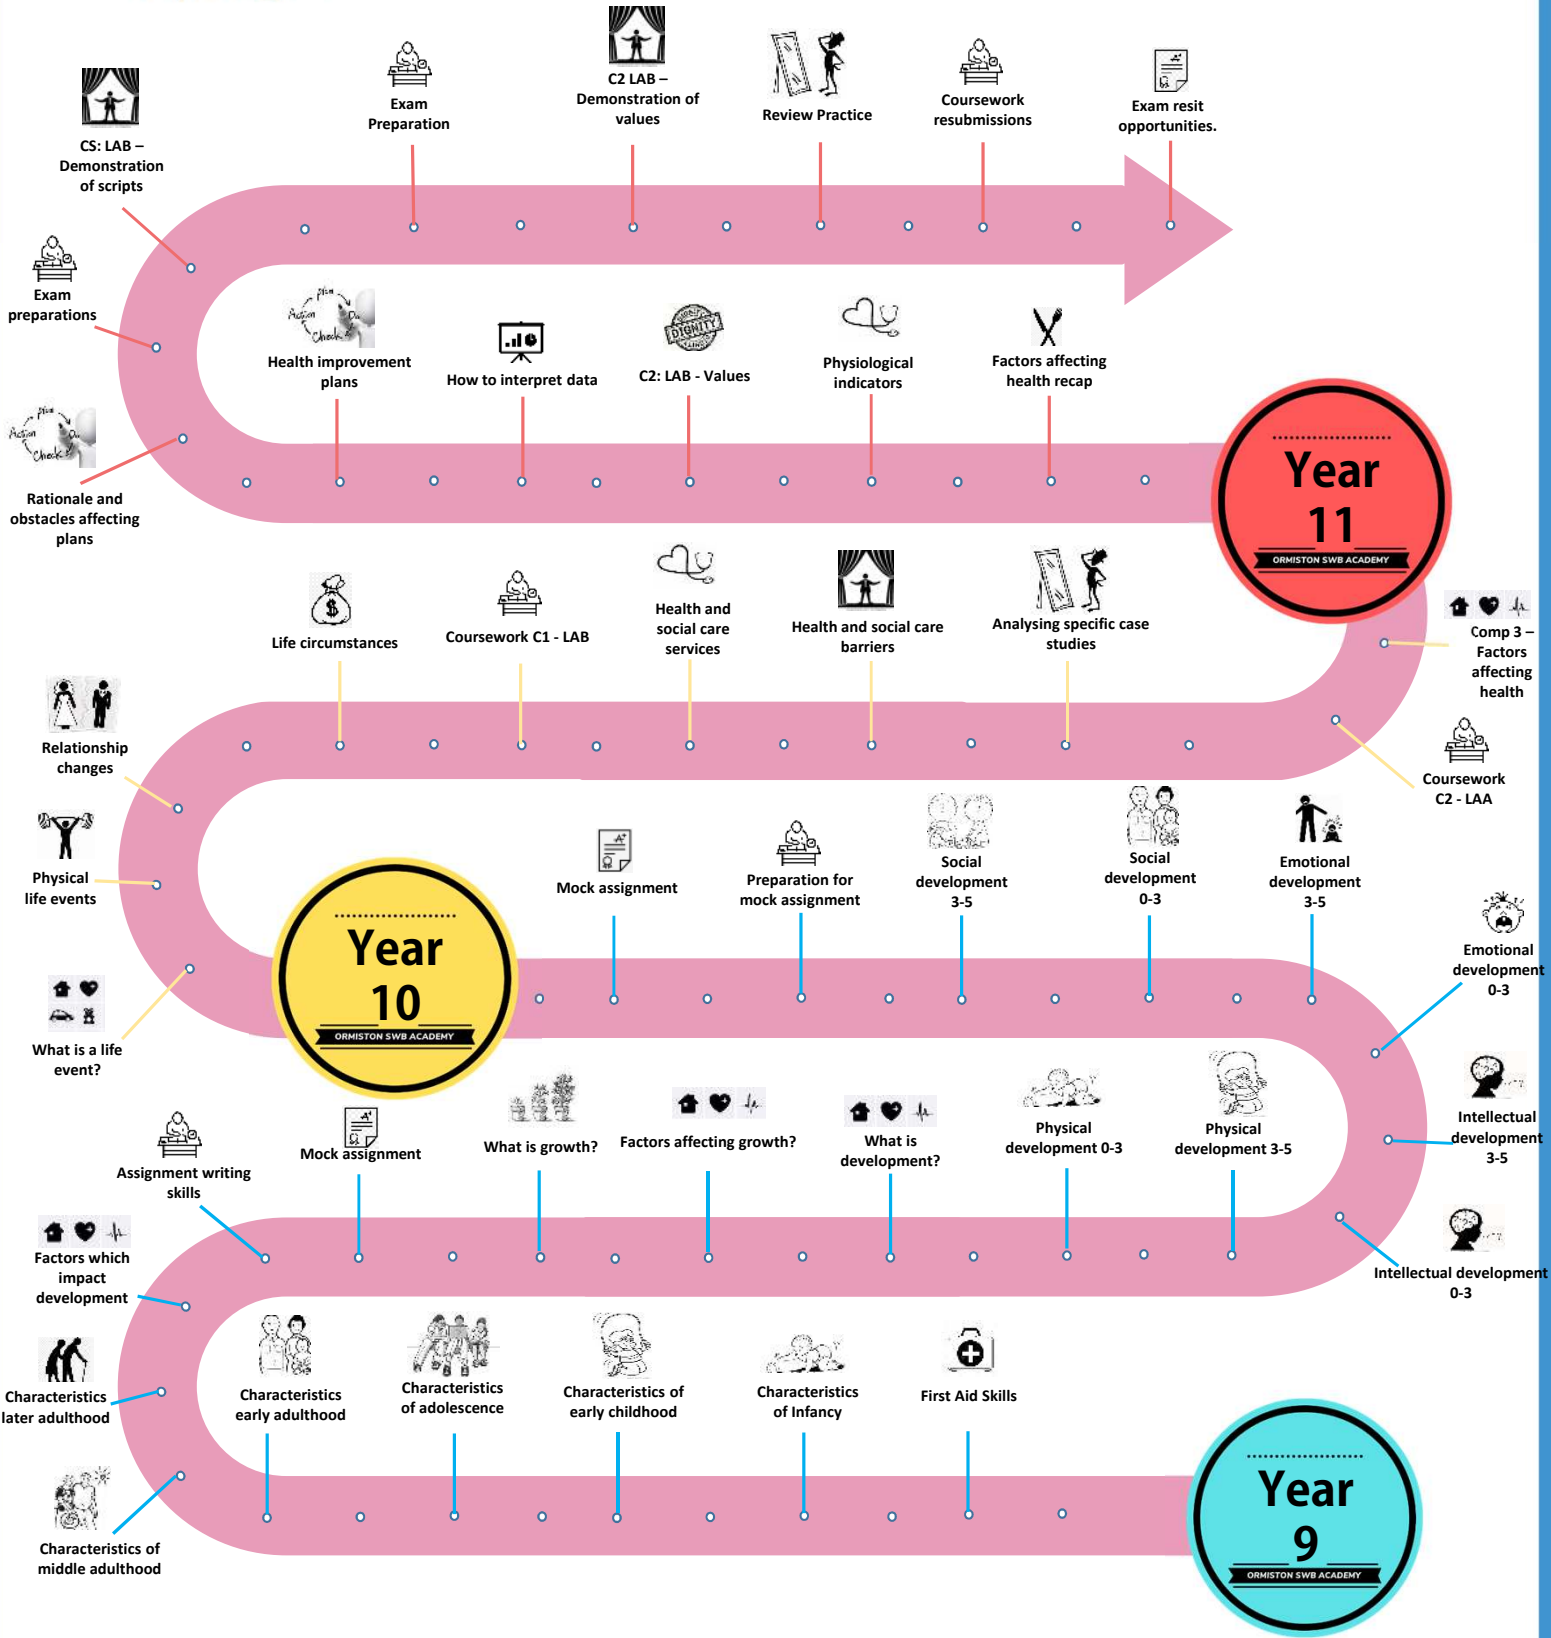 C2 LAB –
Demonstration of
values
Exam
Preparation
Review Practice
Coursework
resubmissions
Exam resit
opportunities.
CS: LAB –
Demonstration
of scripts
Exam
preparations
Rationale and
obstacles affecting
plans
Plan
Do
Check
Action
Plan
Action
Check
Health improvement
plans
How to interpret data
DIGNITY
C2: LAB - Values
Physiological
indicators
Factors affecting
health recap
Year
11
ORMISTON SWB ACADEMY
Comp 3 –
Factors
affecting
health
Coursework
C2 - LAA
Analysing specific case
studies
Health and social care
barriers
Health and
social care
services
Coursework C1 - LAB
$
Life circumstances
Relationship
changes
Physical
life events
What is a life
event?
Year
10
ORMISTON SWB ACADEMY
A+
Mock assignment
Preparation for
mock assignment
Social
development
3-5
Social
development
0-3
Emotional
development
3-5
Emotional
development
0-3
Intellectual
development
3-5
Intellectual development
0-3
Physical
development 3-5
Physical
development 0-3
What is
development?
Factors affecting growth?
What is growth?
A+
Mock assignment
Assignment writing
skills
Factors which
impact
development
Characteristics
later adulthood
Characteristics of
middle adulthood
Characteristics
early adulthood
Characteristics
of adolescence
Characteristics of
early childhood
Characteristics
of Infancy
First Aid Skills
Year
9
ORMISTON SWB ACADEMY